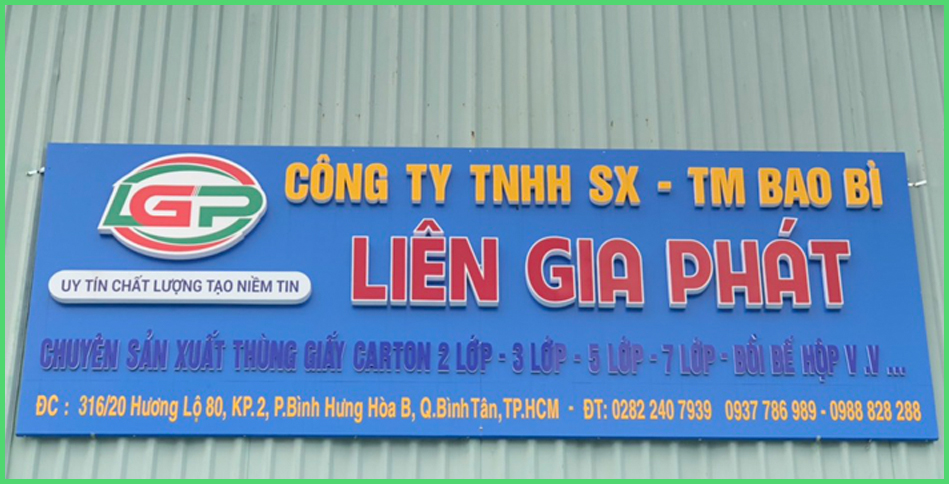 LGP
CÔNG TY TNHH SX - TM BAO BÌ
LIÊN GIA PHÁT
UY TÍN CHẤT LƯỢNG TẠO NIỀM TIN
CHUYÊN SẢN XUẤT THÙNG GIẤY CARTON 2 LỚP - 3 LỚP - 5 LỚP - 7 LỚP - BỒI BẾ HỘP V .V ...
ĐC : 316/20 Hương Lộ 80, KP.2, P.Bình Hưng Hòa B, Q.Bình Tân,TP.HCM - ĐT: 0282 240 7939 0937 786 989 - 0988 828 288